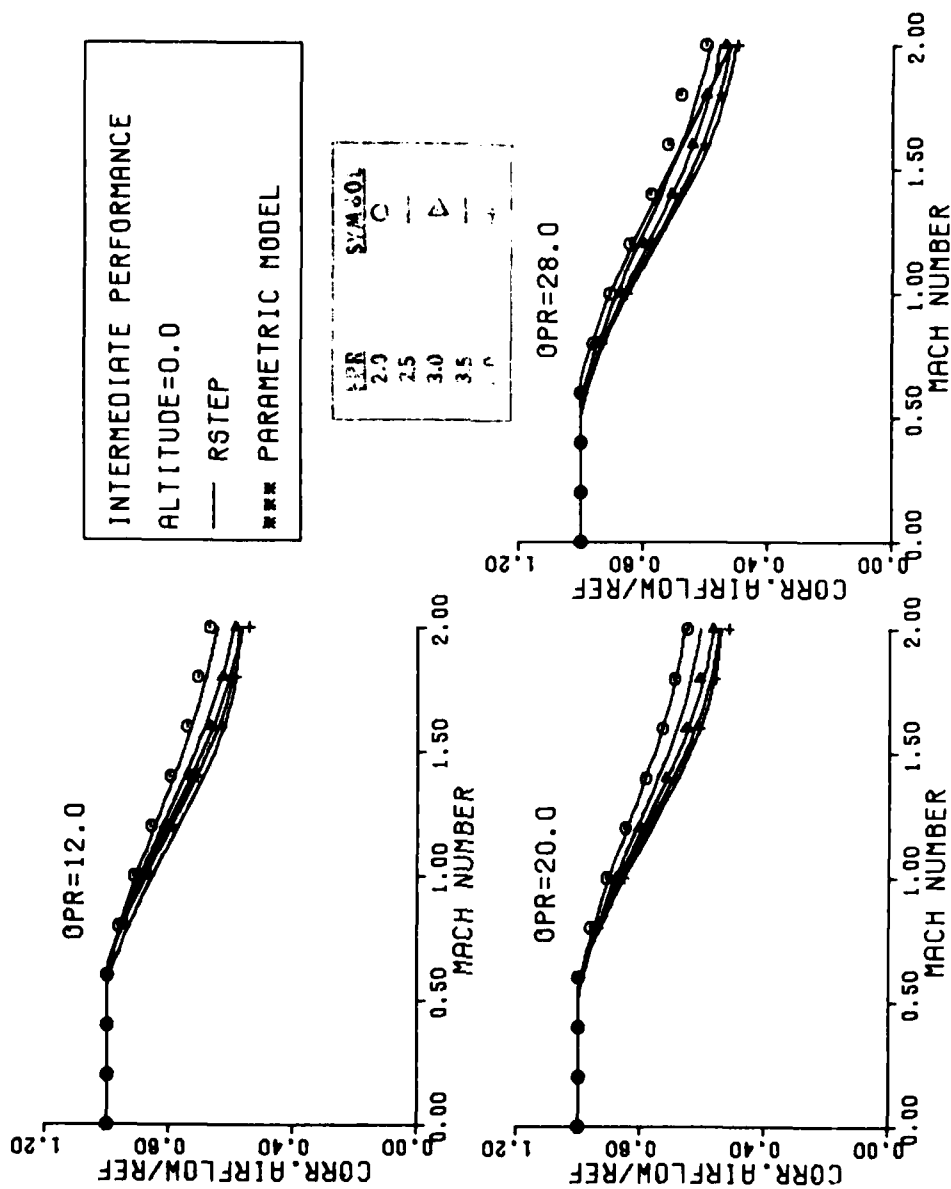 INTERMEDIATE PERFORMANCE
ALTITUDE=0.0
RSTEP
*** PARAMETRIC MODEL
SYMBOL
2.0
2.5
3.0
3.5
OPR=12.0
CORR.AIRFLOW/REF
1.20
0.80
0.40
0.00
0.00
0.50
1.00
1.50
2.00
MACH NUMBER
OPR=20.0
CORR.AIRFLOW/REF
1.20
0.80
0.40
0.00
0.00
0.50
1.00
1.50
2.00
MACH NUMBER
OPR=28.0
CORR.AIRFLOW/REF
1.20
0.80
0.40
0.00
0.00
0.50
1.00
1.50
2.00
MACH NUMBER